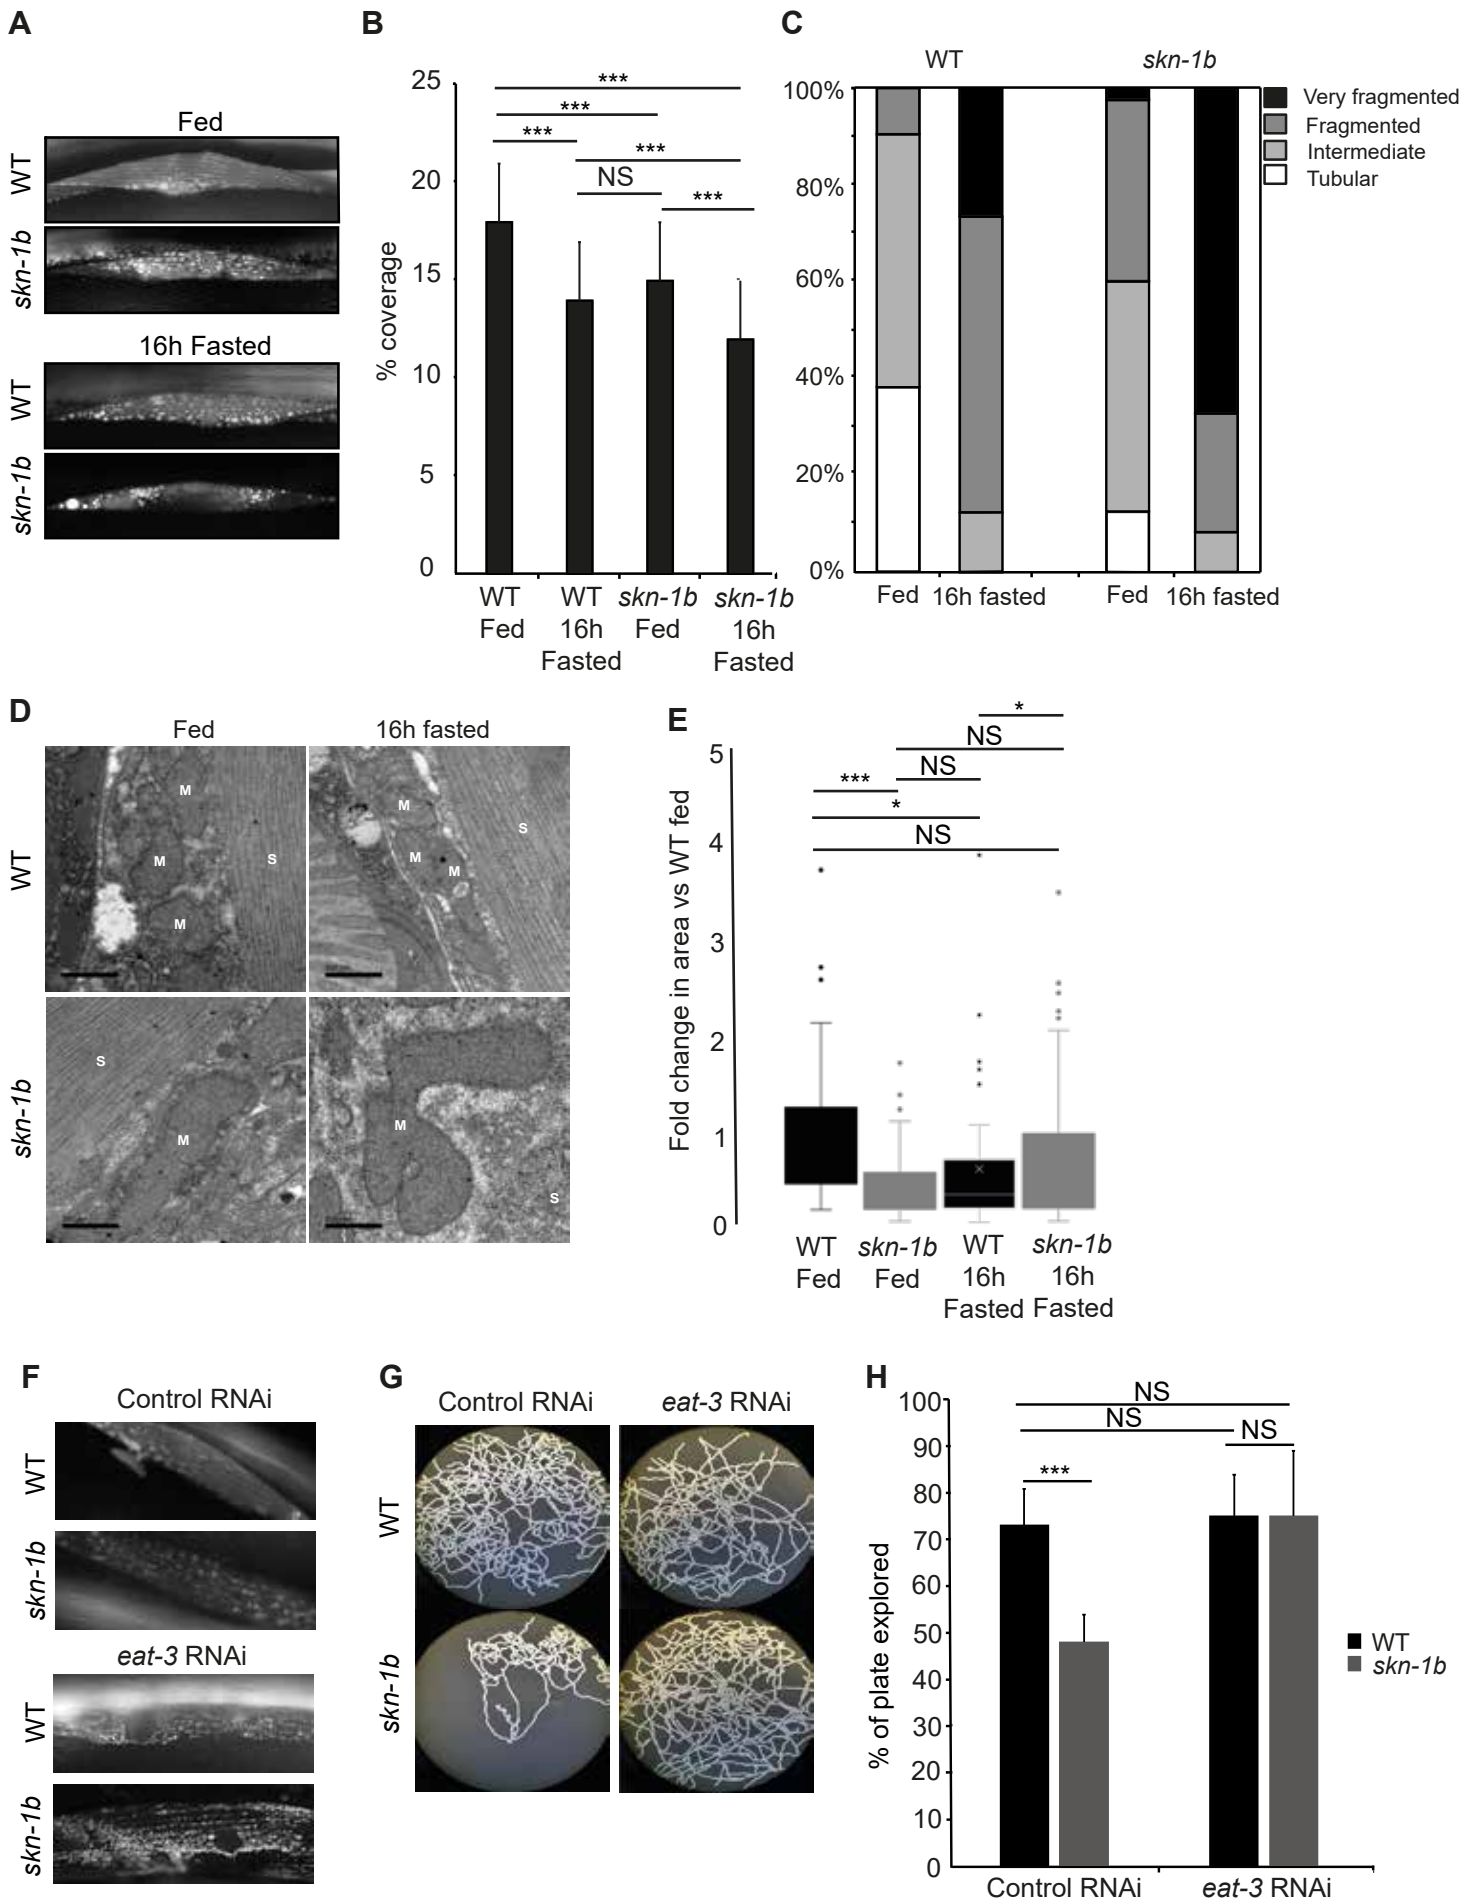 A
Fed
WT
skn-1b
16h Fasted
WT
skn-1b
B
% coverage
25
20
15
10
5
0
***
***
***
***
NS
***
WT
Fed
WT
16h
Fasted
skn-1b
Fed
skn-1b
16h
Fasted
C
WT
skn-1b
100%
80%
60%
40%
20%
0%
Fed
16h fasted
Fed
16h fasted
Very fragmented
Fragmented
Intermediate
Tubular
D
Fed
16h fasted
WT
M
M
M
S
M
M
M
S
skn-1b
S
M
M
S
E
Fold change in area vs WT fed
5
4
3
2
1
0
*
NS
NS
***
*
NS
WT
Fed
skn-1b
Fed
WT
16h
Fasted
skn-1b
16h
Fasted
F
Control RNAi
WT
skn-1b
eat-3 RNAi
WT
skn-1b
G
Control RNAi
eat-3 RNAi
WT
skn-1b
H
% of plate explored
100
90
80
70
60
50
40
30
20
10
0
NS
NS
NS
***
WT
skn-1b
Control RNAi
eat-3 RNAi